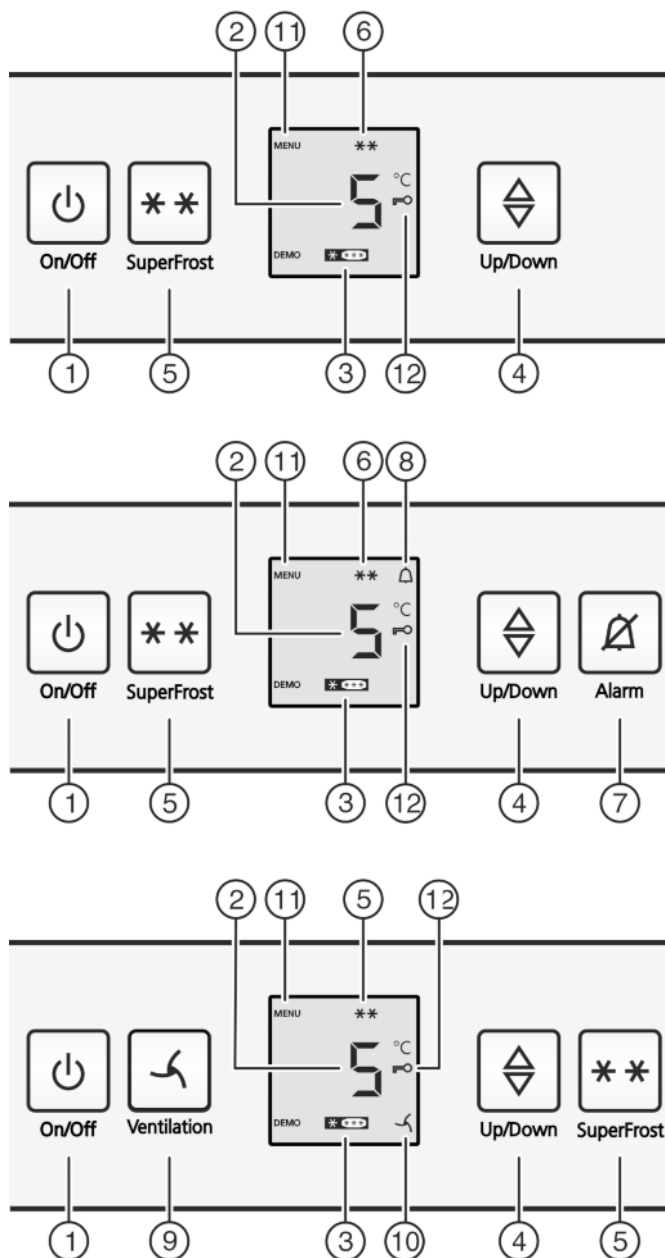 2 11 6
MENU **
5 °C
DEMO * ***
* *
On/Off SuperFrost Up/Down
1 5 3 12 4
2 11 6 8
MENU **
5 °C
DEMO * ***
* *
On/Off SuperFrost Up/Down Alarm
1 5 3 12 4 7
2 11 5 12
MENU **
5 °C
DEMO * ***
* *
On/Off Ventilation Up/Down SuperFrost
1 9 3 10 4 5